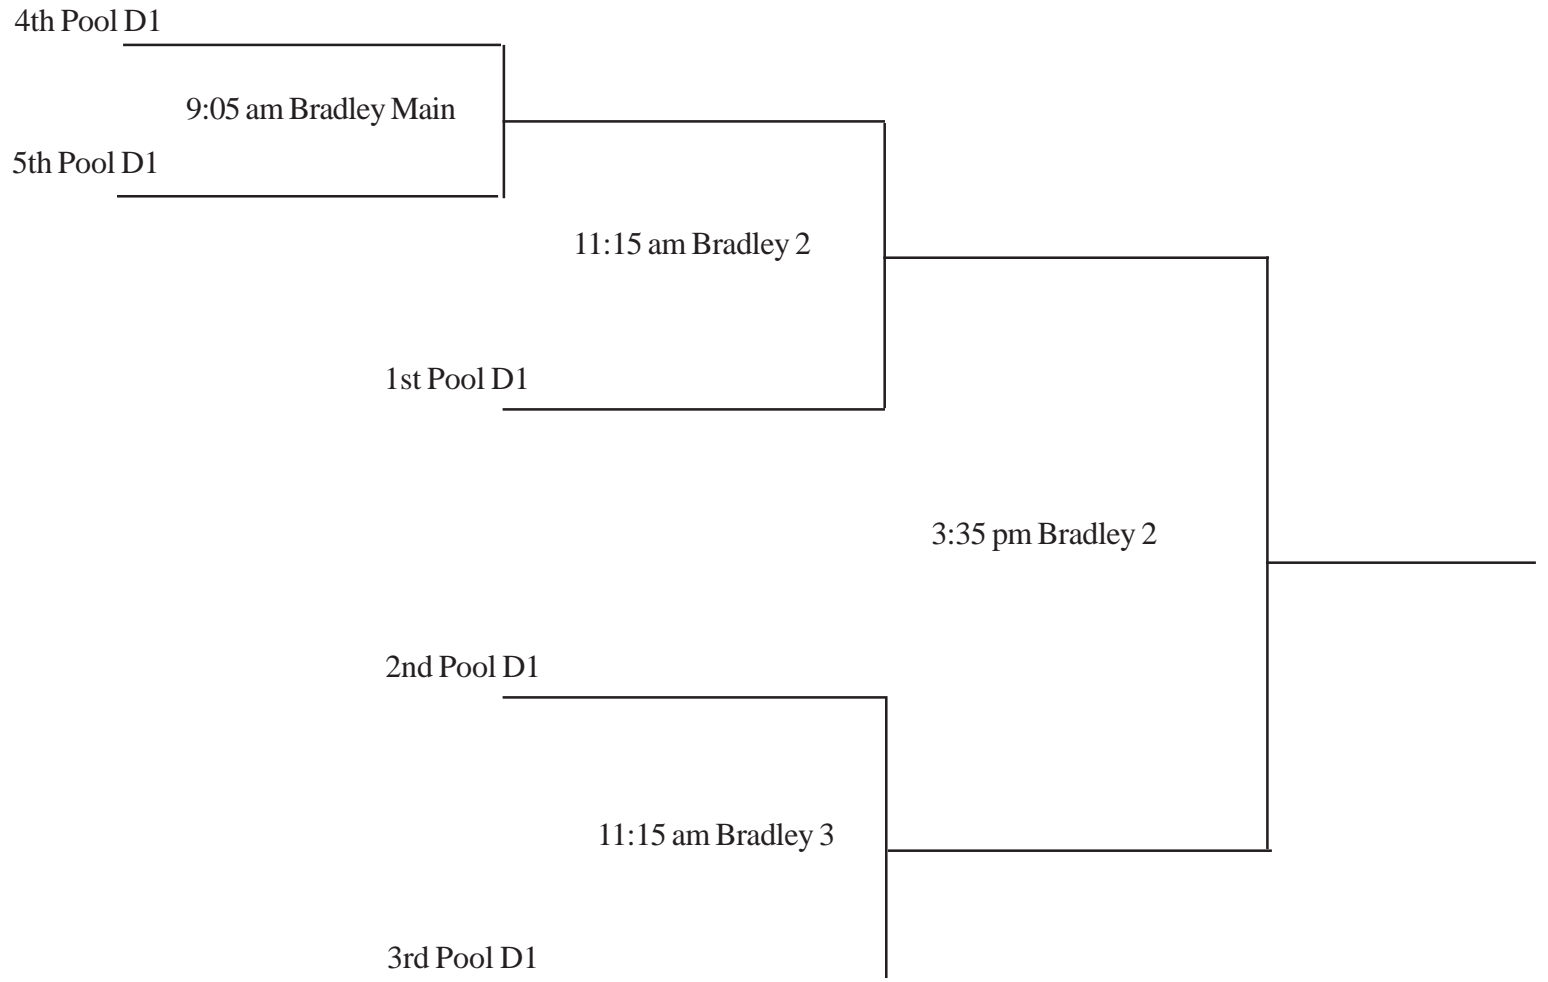 4th Pool D1
9:05 am Bradley Main
5th Pool D1
11:15 am Bradley 2
1st Pool D1
3:35 pm Bradley 2
2nd Pool D1
11:15 am Bradley 3
3rd Pool D1